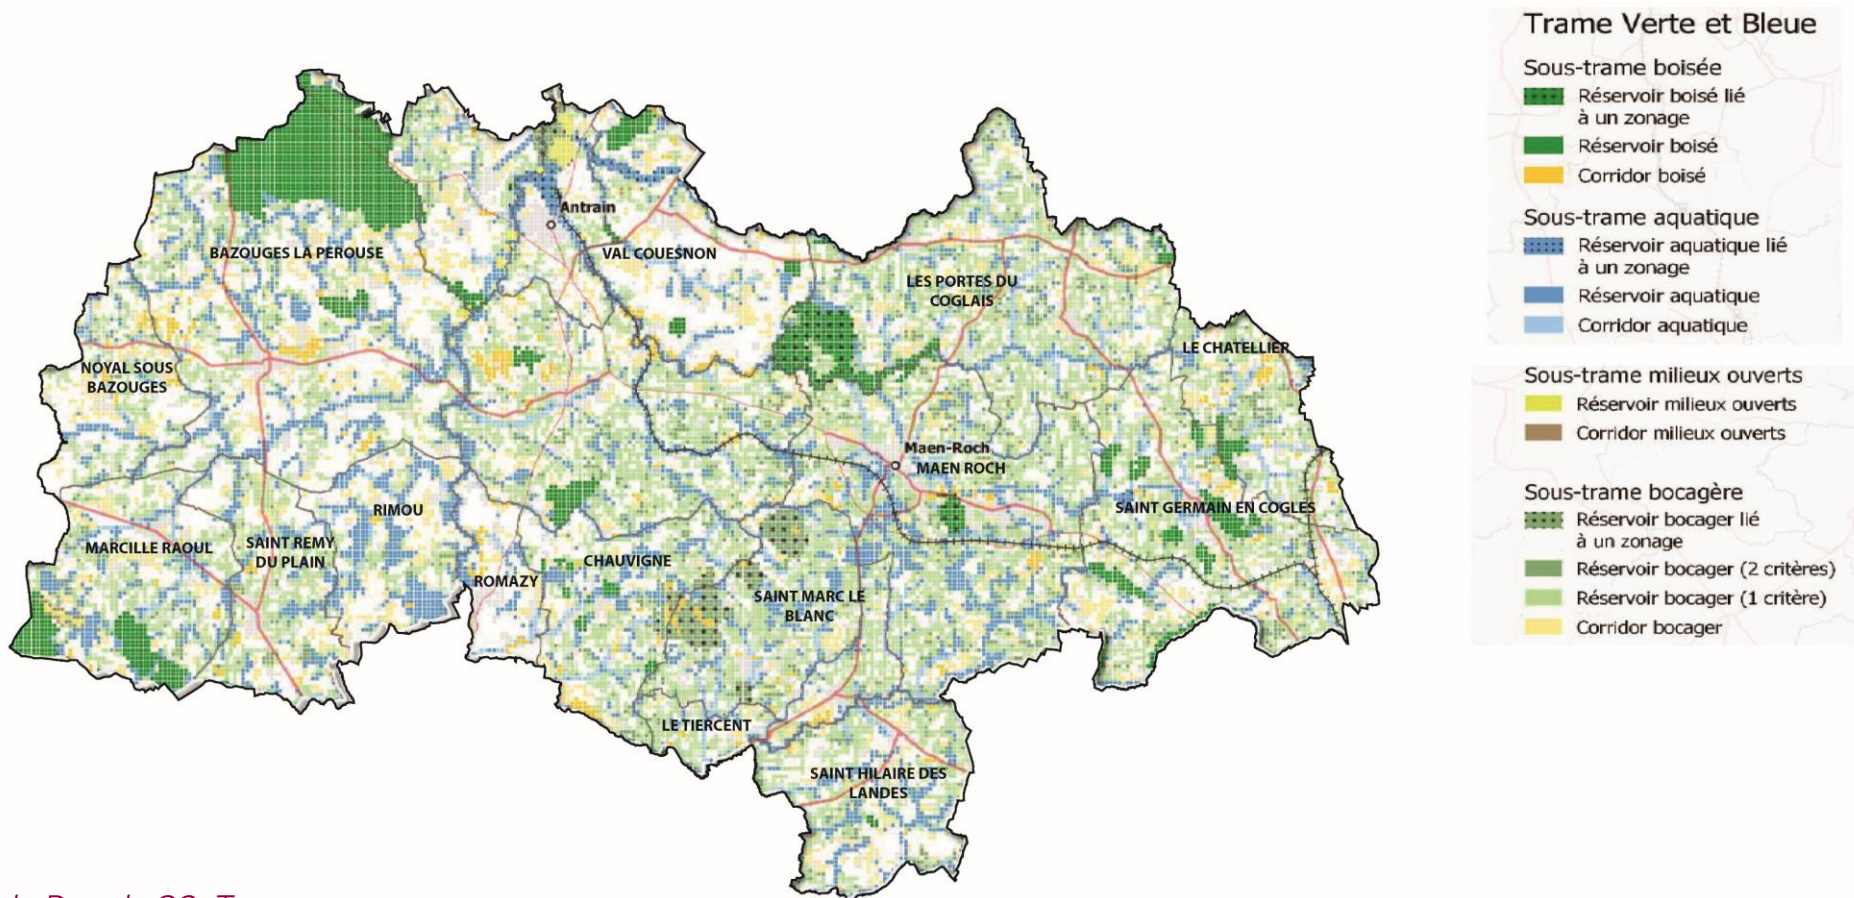 Trame Verte et Bleue
Sous-trame boisée
Réservoir boisé lié
à un zonage
Réservoir boisé
Corridor boisé
Sous-trame aquatique
Réservoir aquatique lié
à un zonage
Réservoir aquatique
Corridor aquatique
Sous-trame milieux ouverts
Réservoir milieux ouverts
Corridor milieux ouverts
Sous-trame bocagère
Réservoir bocager lié
à un zonage
Réservoir bocager (2 critères)
Réservoir bocager (1 critère)
Corridor bocager
Antrain
BAZOUGES LA PEROUSE
VAL COUESNON
LES PORTES DU
COGLAIS
LE CHATELLIER
NOYAL SOUS
BAZOUGES
Maen-Roch
MAEN ROCH
RIMOU
SAINT GERMAIN EN COGLES
MARCILLE RAOUL
SAINT REMY
DU PLAIN
CHAUVIGNE
ROMAZY
SAINT MARC LE
BLANC
LE TIERCENT
SAINT HILAIRE DES
LANDES